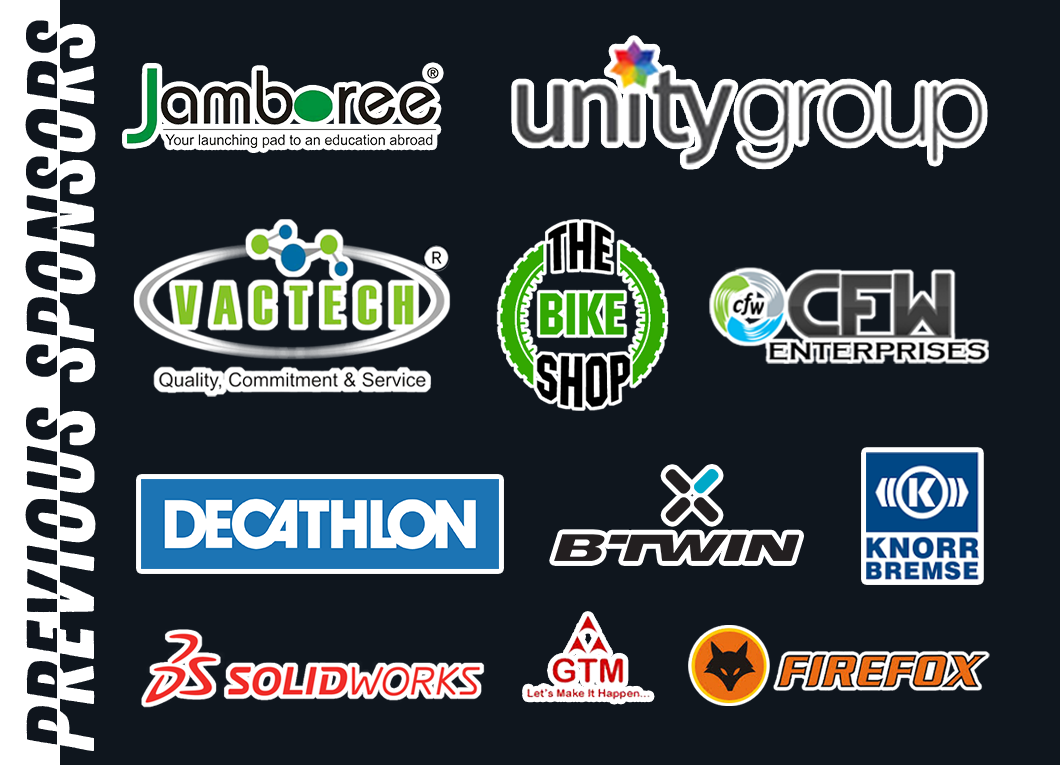 PREVIOUS SPONSORS
Jamboree®
Your launching pad to an education abroad
unitygroup
VACTECH®
Quality, Commitment & Service
THE
BIKE
SHOP
cfw
CFW
ENTERPRISES
DECATHLON
B'TWIN
K
KNORR
BREMSE
3DS SOLIDWORKS
GTM
Let's Make It Happen...
FIREFOX